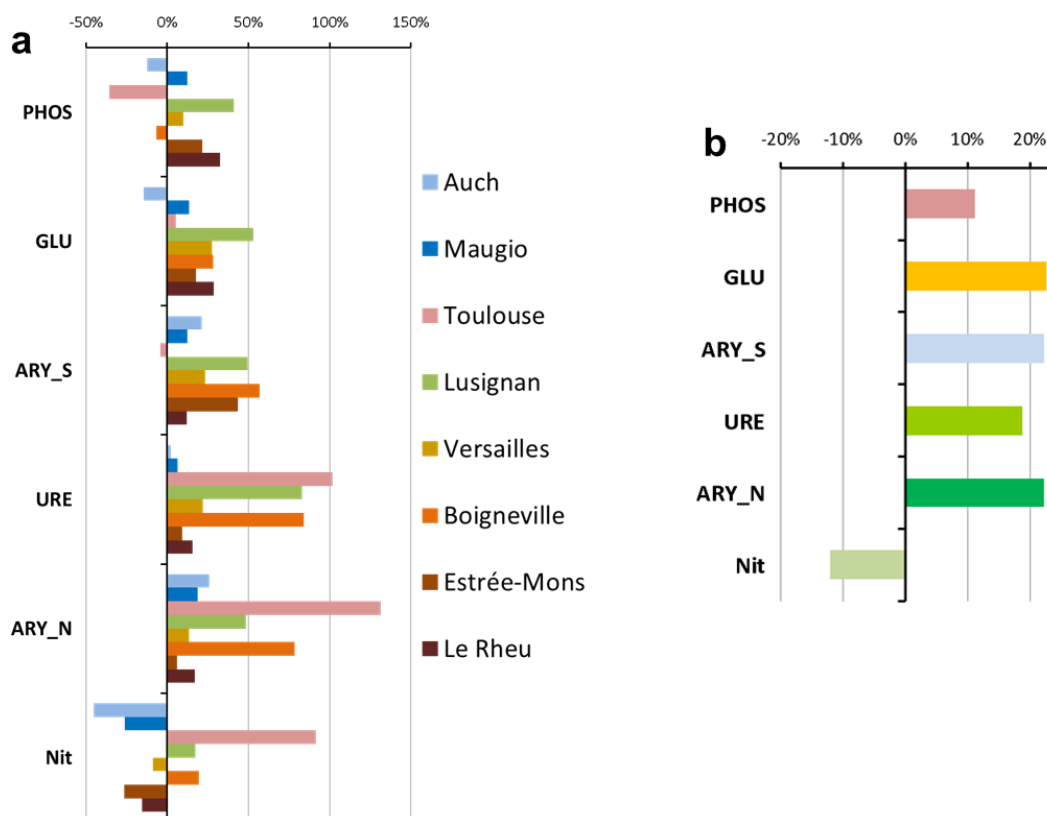 a
-50% 0% 50% 100% 150%
PHOS
GLU
ARY_S
URE
ARY_N
Nit
Auch
Maugio
Toulouse
Lusignan
Versailles
Boigneville
Estrée-Mons
Le Rheu
b
-20% -10% 0% 10% 20%
PHOS
GLU
ARY_S
URE
ARY_N
Nit